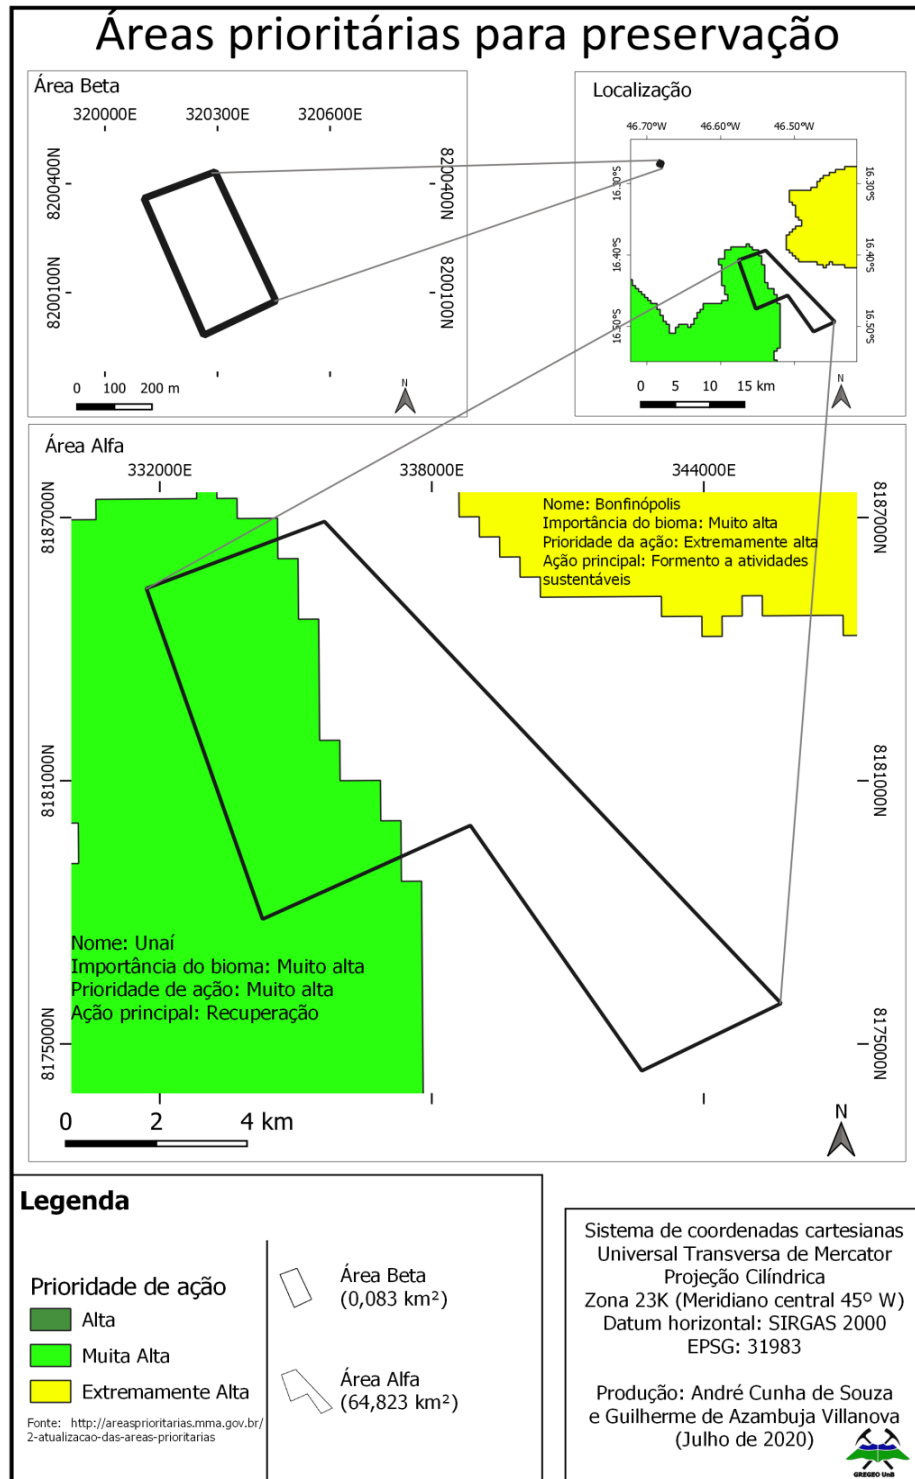 Áreas prioritárias para preservação
Área Beta
320000E
320300E
320600E
8200400N
8200400N
8200100N
8200100N
0 100 200 m
N
Localização
46.70°W
46.60°W
46.50°W
16.30°S
16.30°S
16.40°S
16.40°S
16.50°S
16.50°S
0 5 10 15 km
N
Área Alfa
332000E
338000E
344000E
8187000N
8187000N
Nome: Bonfinópolis
Importância do bioma: Muito alta
Prioridade da ação: Extremamente alta
Ação principal: Formento a atividades
sustentáveis
8181000N
8181000N
Nome: Unaí
Importância do bioma: Muito alta
Prioridade de ação: Muito alta
Ação principal: Recuperação
8175000N
8175000N
0 2 4 km
N
Legenda
Prioridade de ação
Alta
Muita Alta
Extremamente Alta
Fonte: http://areasprioritarias.mma.gov.br/
2-atualizacao-das-areas-prioritarias
Área Beta
(0,083 km²)
Área Alfa
(64,823 km²)
Sistema de coordenadas cartesianas
Universal Transversa de Mercator
Projeção Cilíndrica
Zona 23K (Meridiano central 45º W)
Datum horizontal: SIRGAS 2000
EPSG: 31983
Produção: André Cunha de Souza
e Guilherme de Azambuja Villanova
(Julho de 2020)
GREGEO UnB